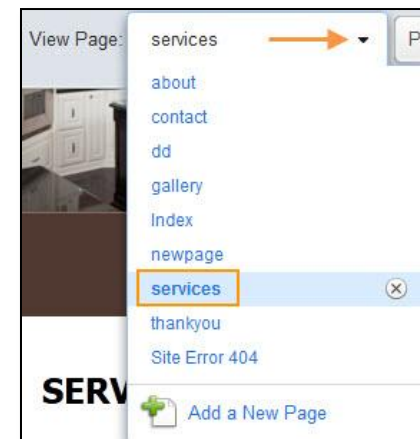 View Page: services P
about
contact
dd
gallery
Index
newpage
services
thankyou
Site Error 404
SERV
Add a New Page